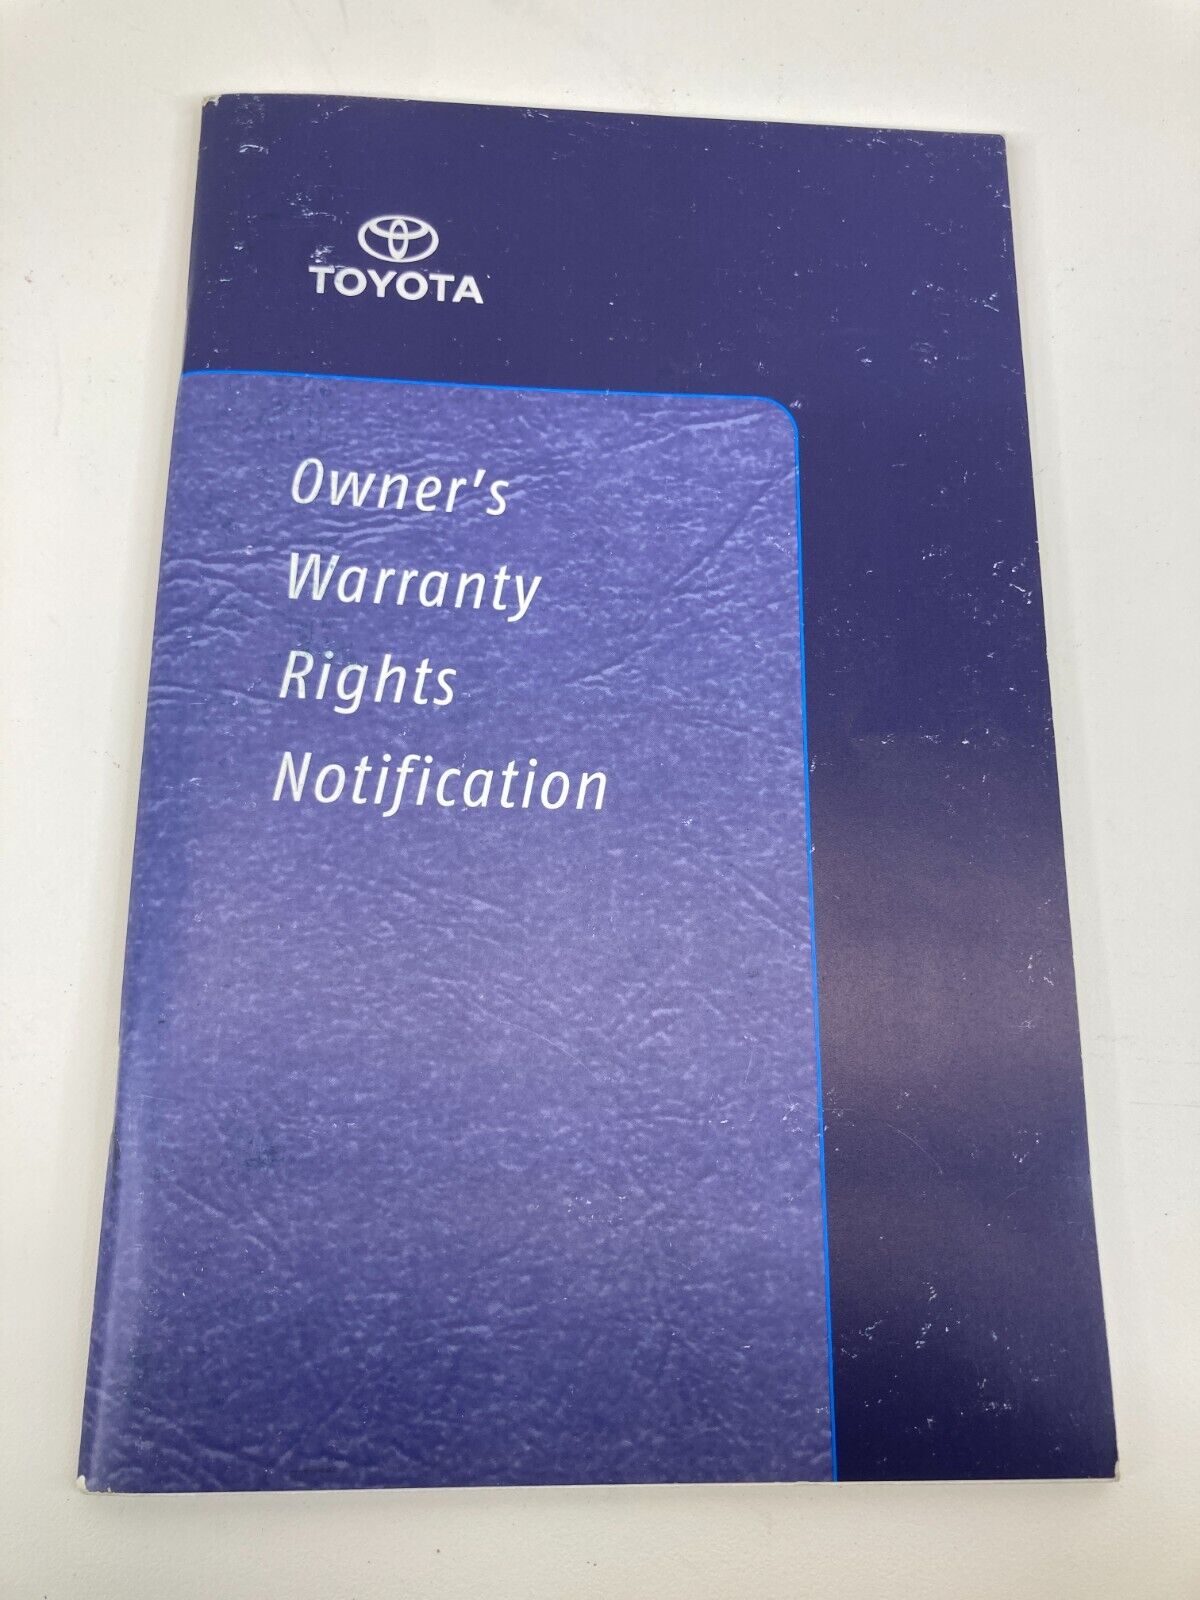 TOYOTA
Owner's
Warranty
Rights
Notification